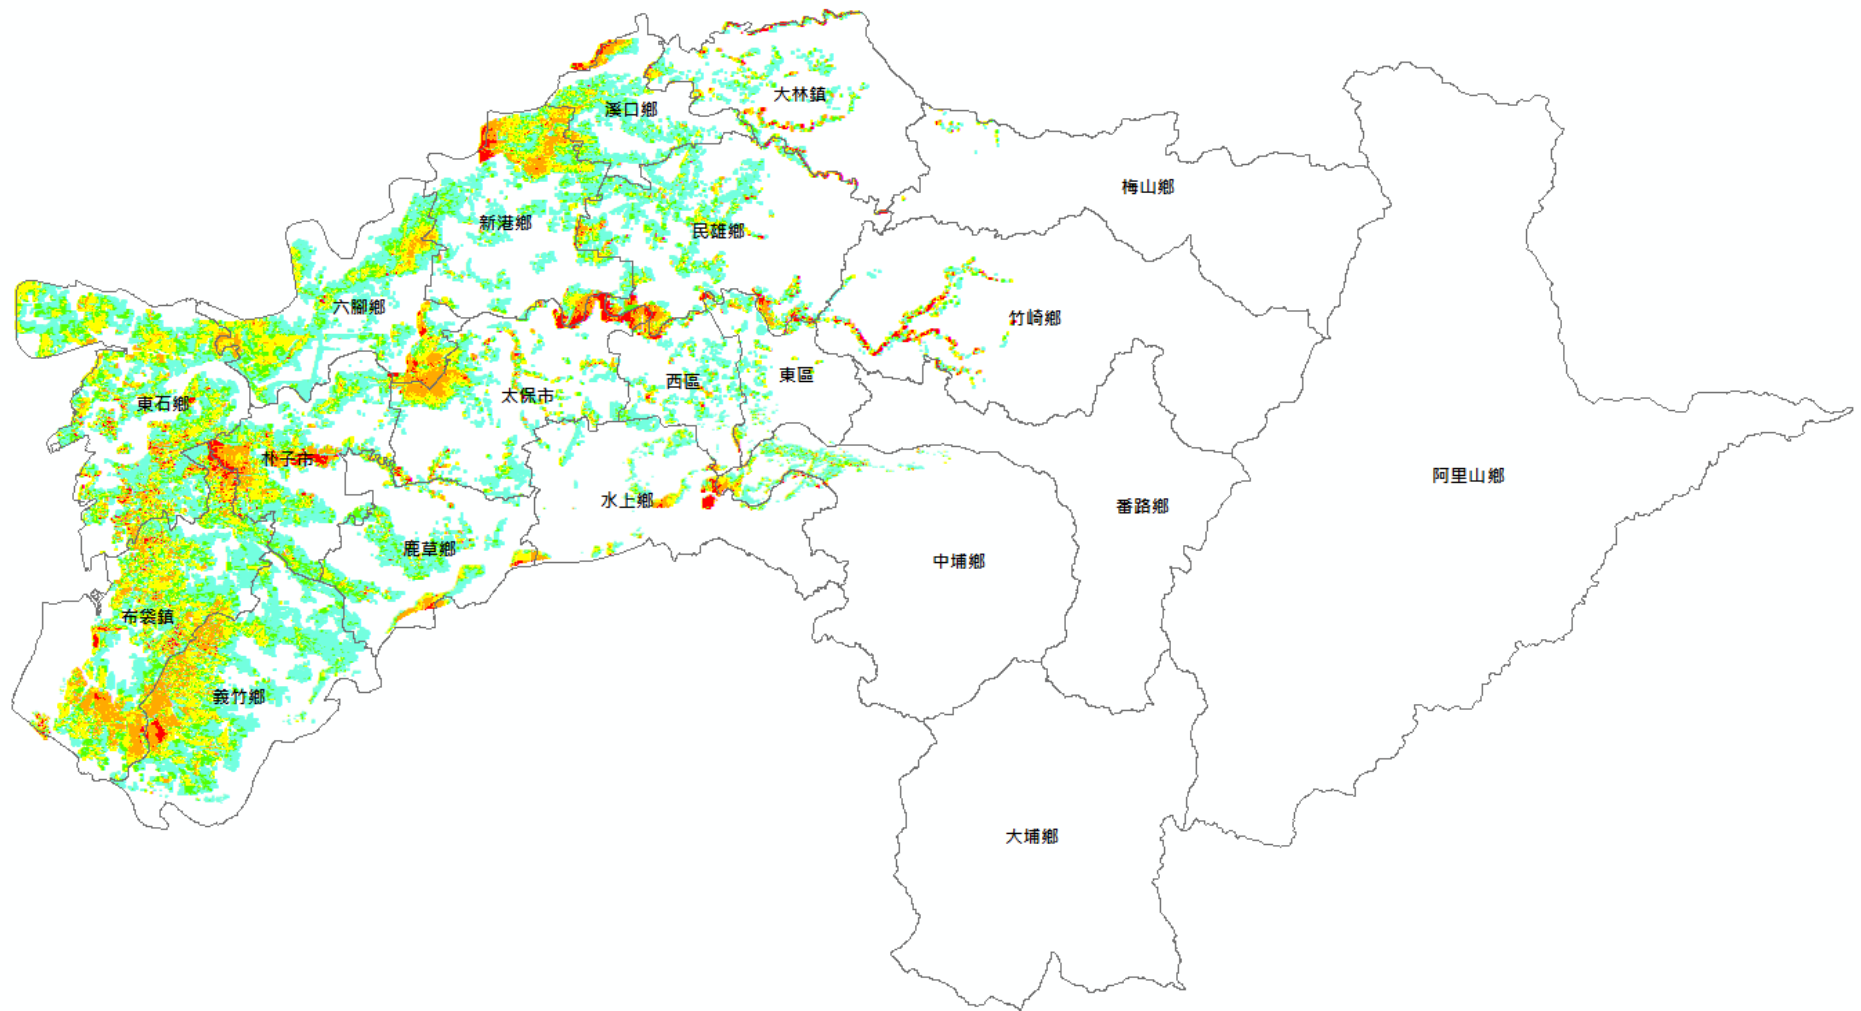 大林鎮
溪口鄉
梅山鄉
新港鄉
民雄鄉
六腳鄉
竹崎鄉
東區
西區
太保市
東石鄉
朴子市
阿里山鄉
水上鄉
番路鄉
鹿草鄉
中埔鄉
布袋鎮
義竹鄉
大埔鄉